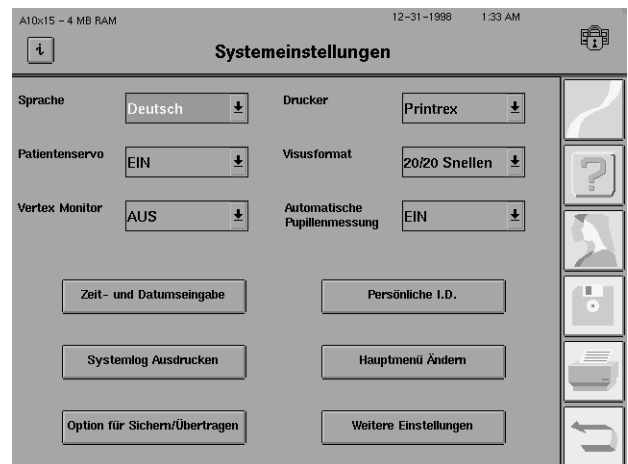 A10x15 - 4 MB RAM 12-31-1998 1:33 AM
i
Systemeinstellungen
Sprache Deutsch Drucker Printrex
Patientenservo EIN Visusformat 20/20 Snellen
Vertex Monitor AUS Automatische Pupillenmessung EIN
Zeit- und Datumseingabe Persönliche I.D.
Systemlog Ausdrucken Hauptmenü Ändern
Option für Sichern/Übertragen Weitere Einstellungen